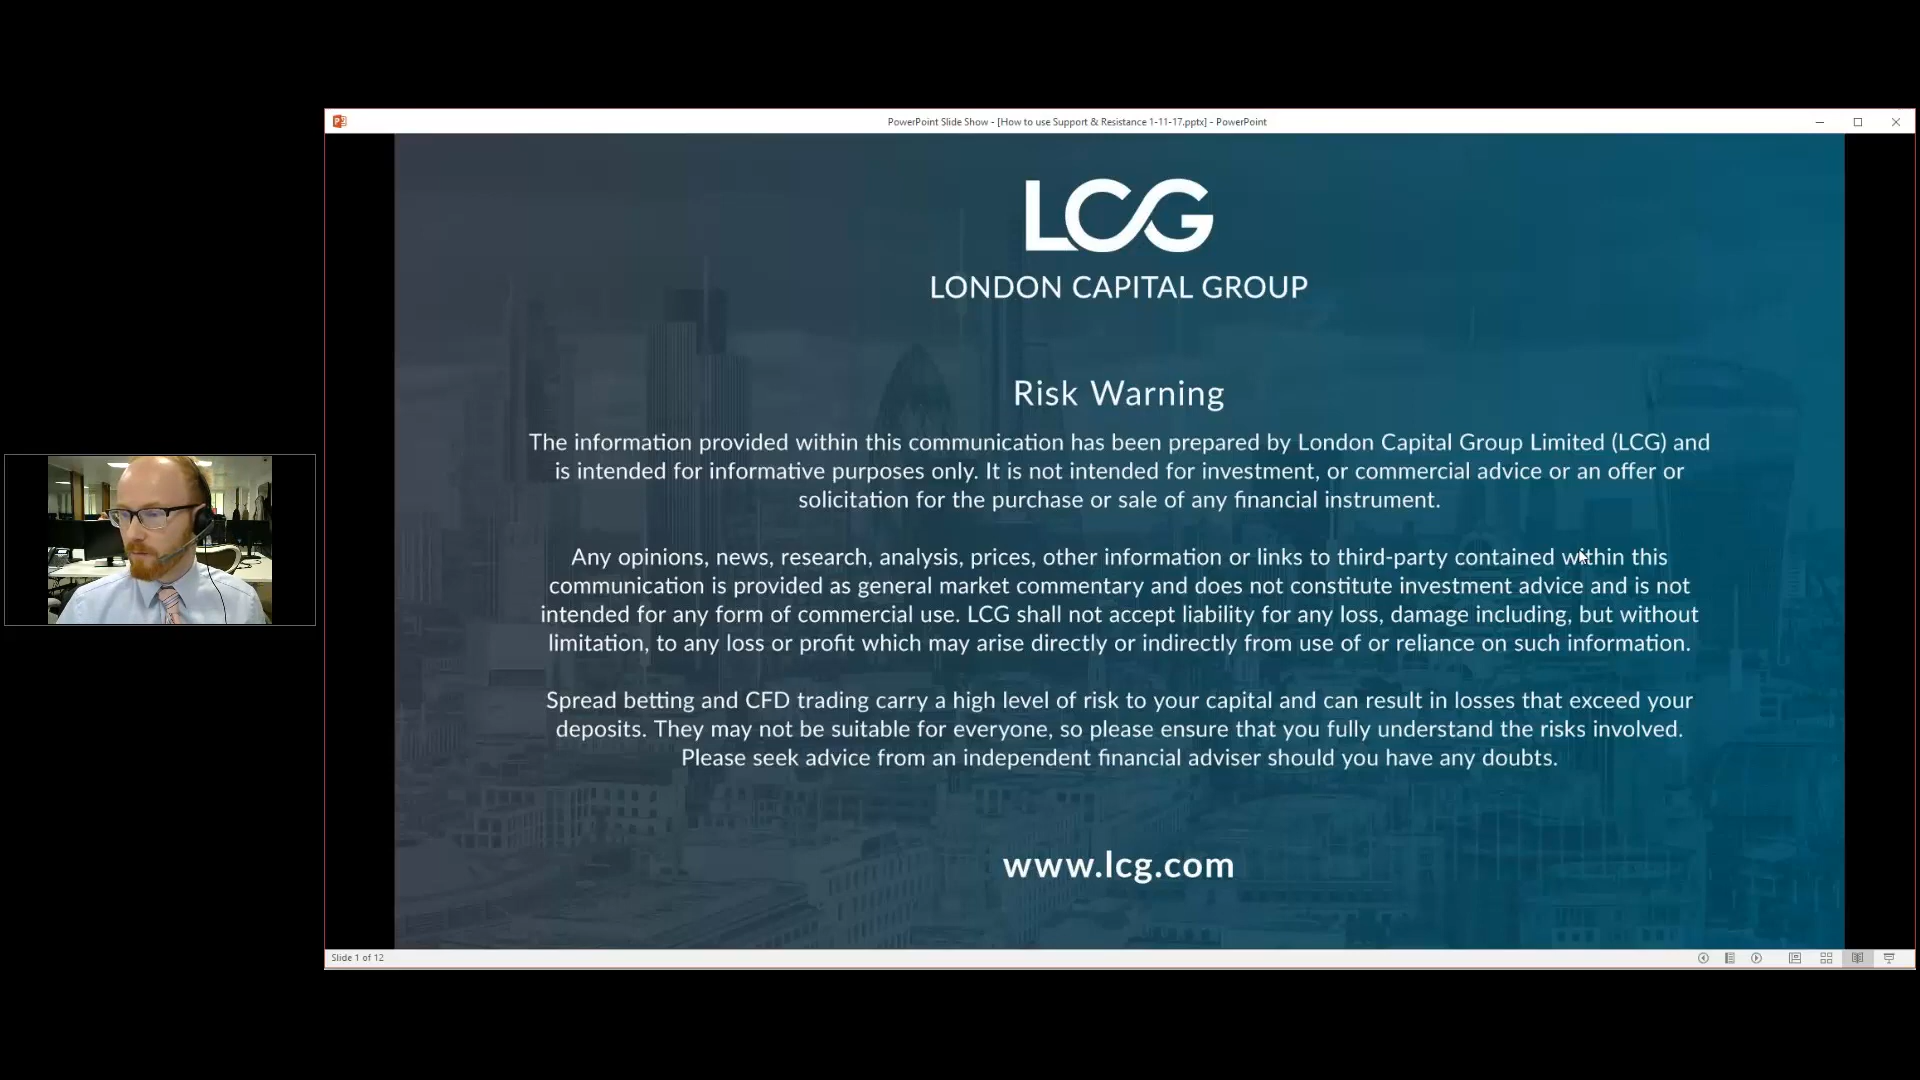 PowerPoint Slide Show - [How to use Support & Resistance 1-11-17.pptx] - PowerPoint
LCG
LONDON CAPITAL GROUP
Risk Warning
The information provided within this communication has been prepared by London Capital Group Limited (LCG) and
is intended for informative purposes only. It is not intended for investment, or commercial advice or an offer or
solicitation for the purchase or sale of any financial instrument.
Any opinions, news, research, analysis, prices, other information or links to third-party contained within this
communication is provided as general market commentary and does not constitute investment advice and is not
intended for any form of commercial use. LCG shall not accept liability for any loss, damage including, but without
limitation, to any loss or profit which may arise directly or indirectly from use of or reliance on such information.
Spread betting and CFD trading carry a high level of risk to your capital and can result in losses that exceed your
deposits. They may not be suitable for everyone, so please ensure that you fully understand the risks involved.
Please seek advice from an independent financial adviser should you have any doubts.
www.lcg.com
Slide 1 of 12